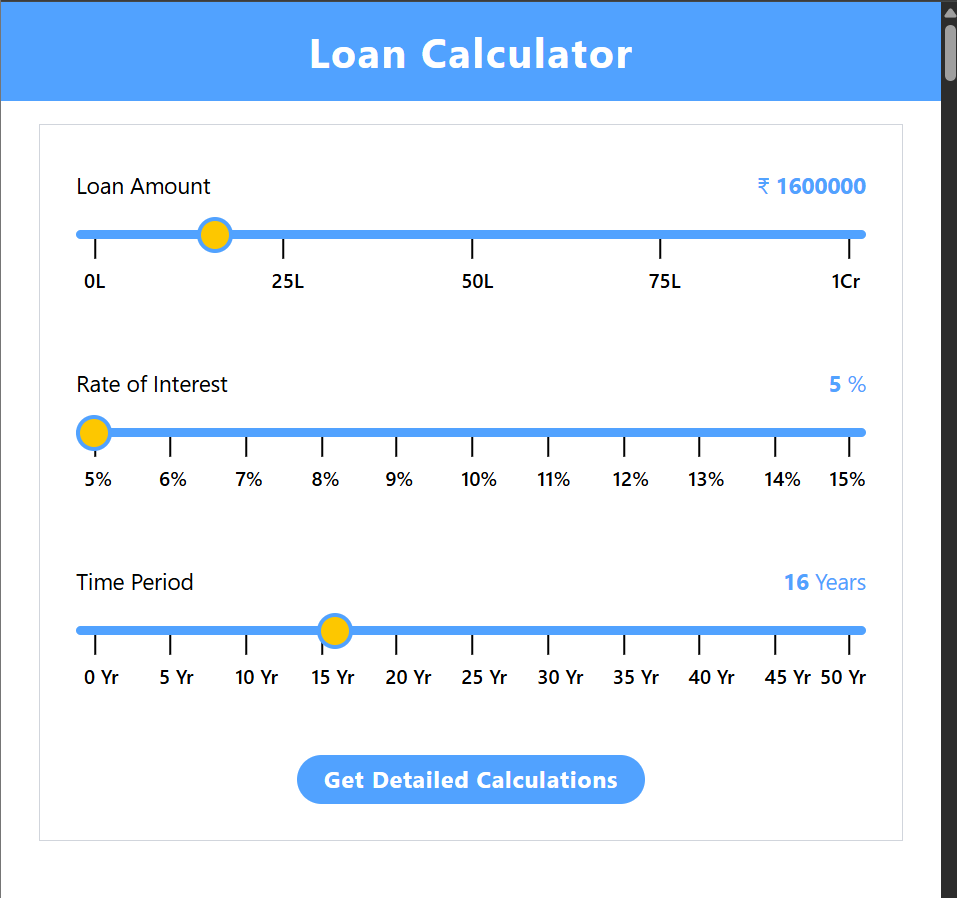 Loan Calculator
Loan Amount ₹ 1600000
0L 25L 50L 75L 1Cr
Rate of Interest 5 %
5% 6% 7% 8% 9% 10% 11% 12% 13% 14% 15%
Time Period 16 Years
0 Yr 5 Yr 10 Yr 15 Yr 20 Yr 25 Yr 30 Yr 35 Yr 40 Yr 45 Yr 50 Yr
Get Detailed Calculations